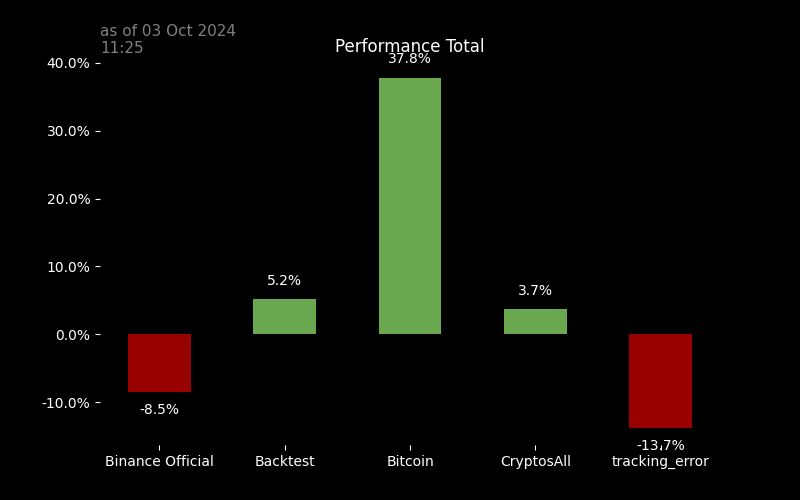 as of 03 Oct 2024
11:25
Performance Total
40.0%
30.0%
20.0%
10.0%
0.0%
-10.0%
-8.5%
5.2%
37.8%
3.7%
-13.7%
Binance Official
Backtest
Bitcoin
CryptosAll
tracking_error